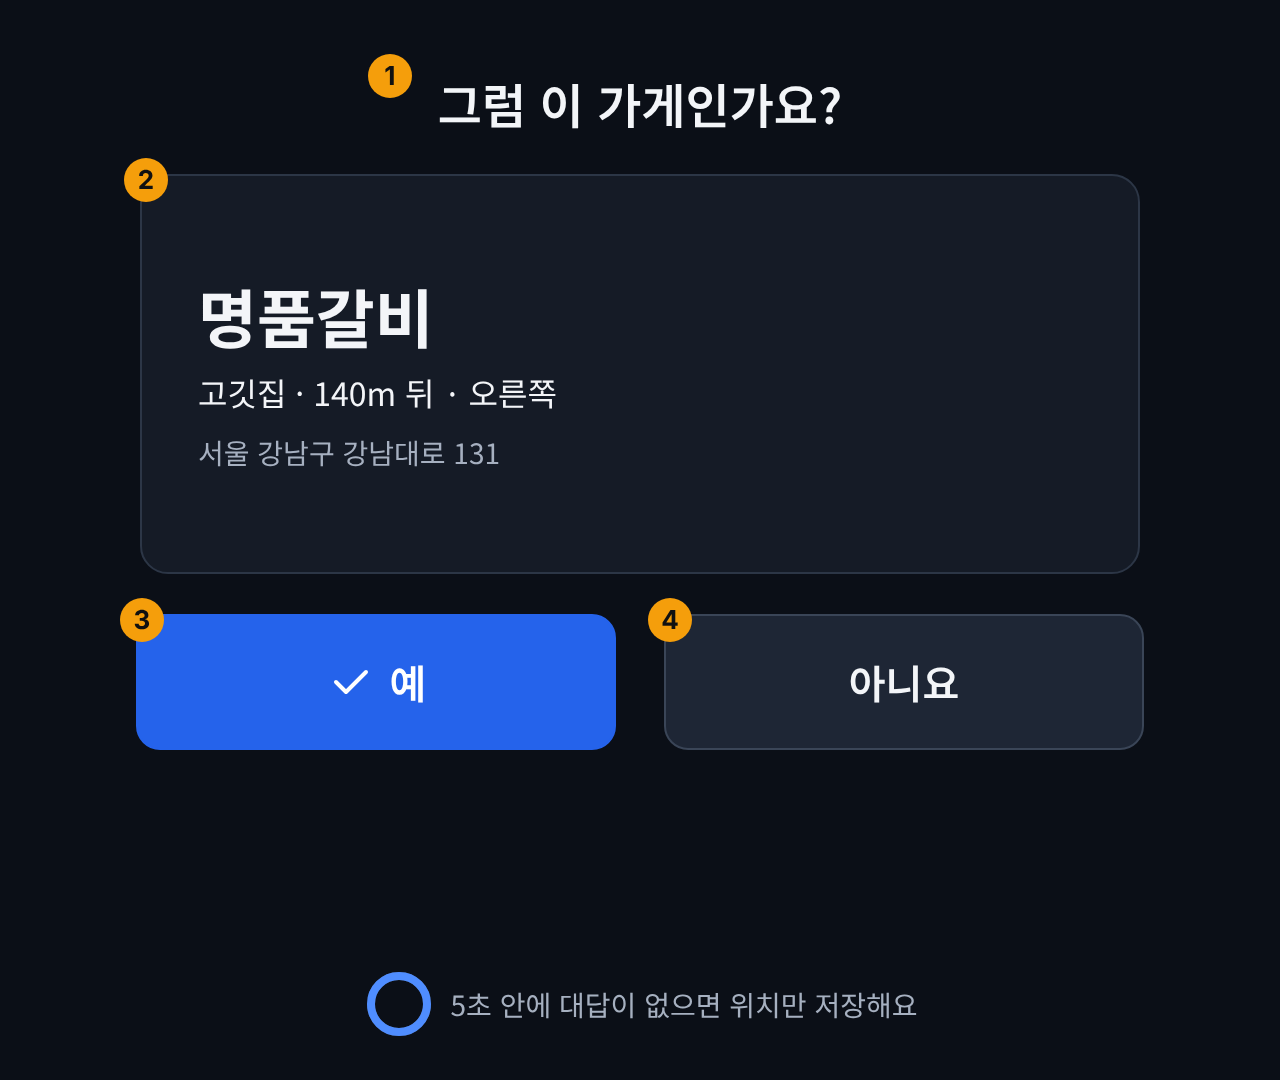 1
그럼 이 가게인가요?
2
명품갈비
고깃집 · 140m 뒤 · 오른쪽
서울 강남구 강남대로 131
3
예
4
아니요
5초 안에 대답이 없으면 위치만 저장해요